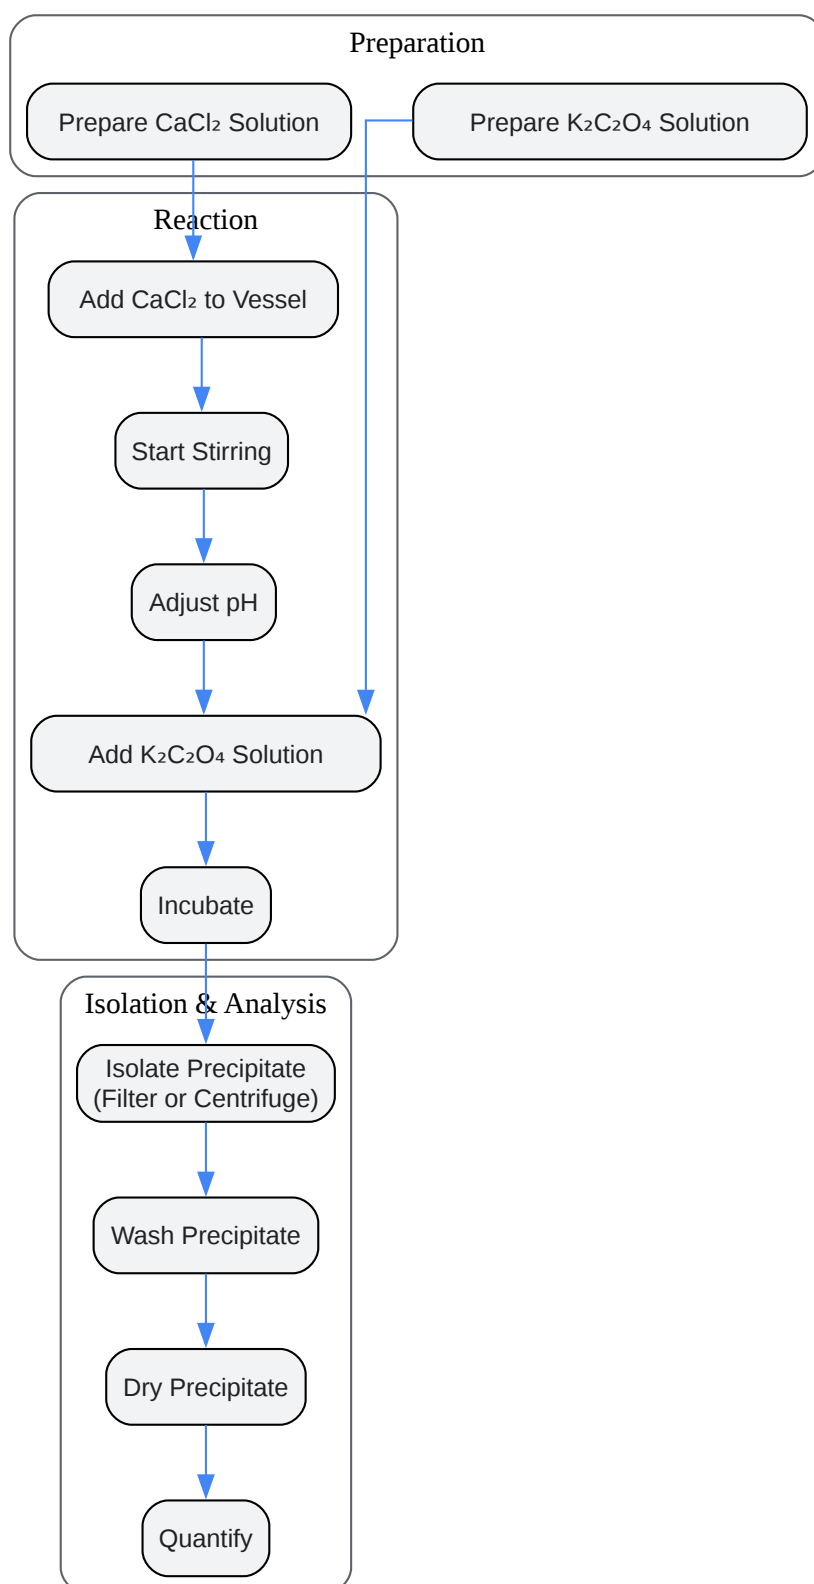 Preparation
Prepare CaCl₂ Solution
Prepare K₂C₂O₄ Solution
Reaction
Add CaCl₂ to Vessel
Start Stirring
Adjust pH
Add K₂C₂O₄ Solution
Incubate
Isolation & Analysis
Isolate Precipitate
(Filter or Centrifuge)
Wash Precipitate
Dry Precipitate
Quantify